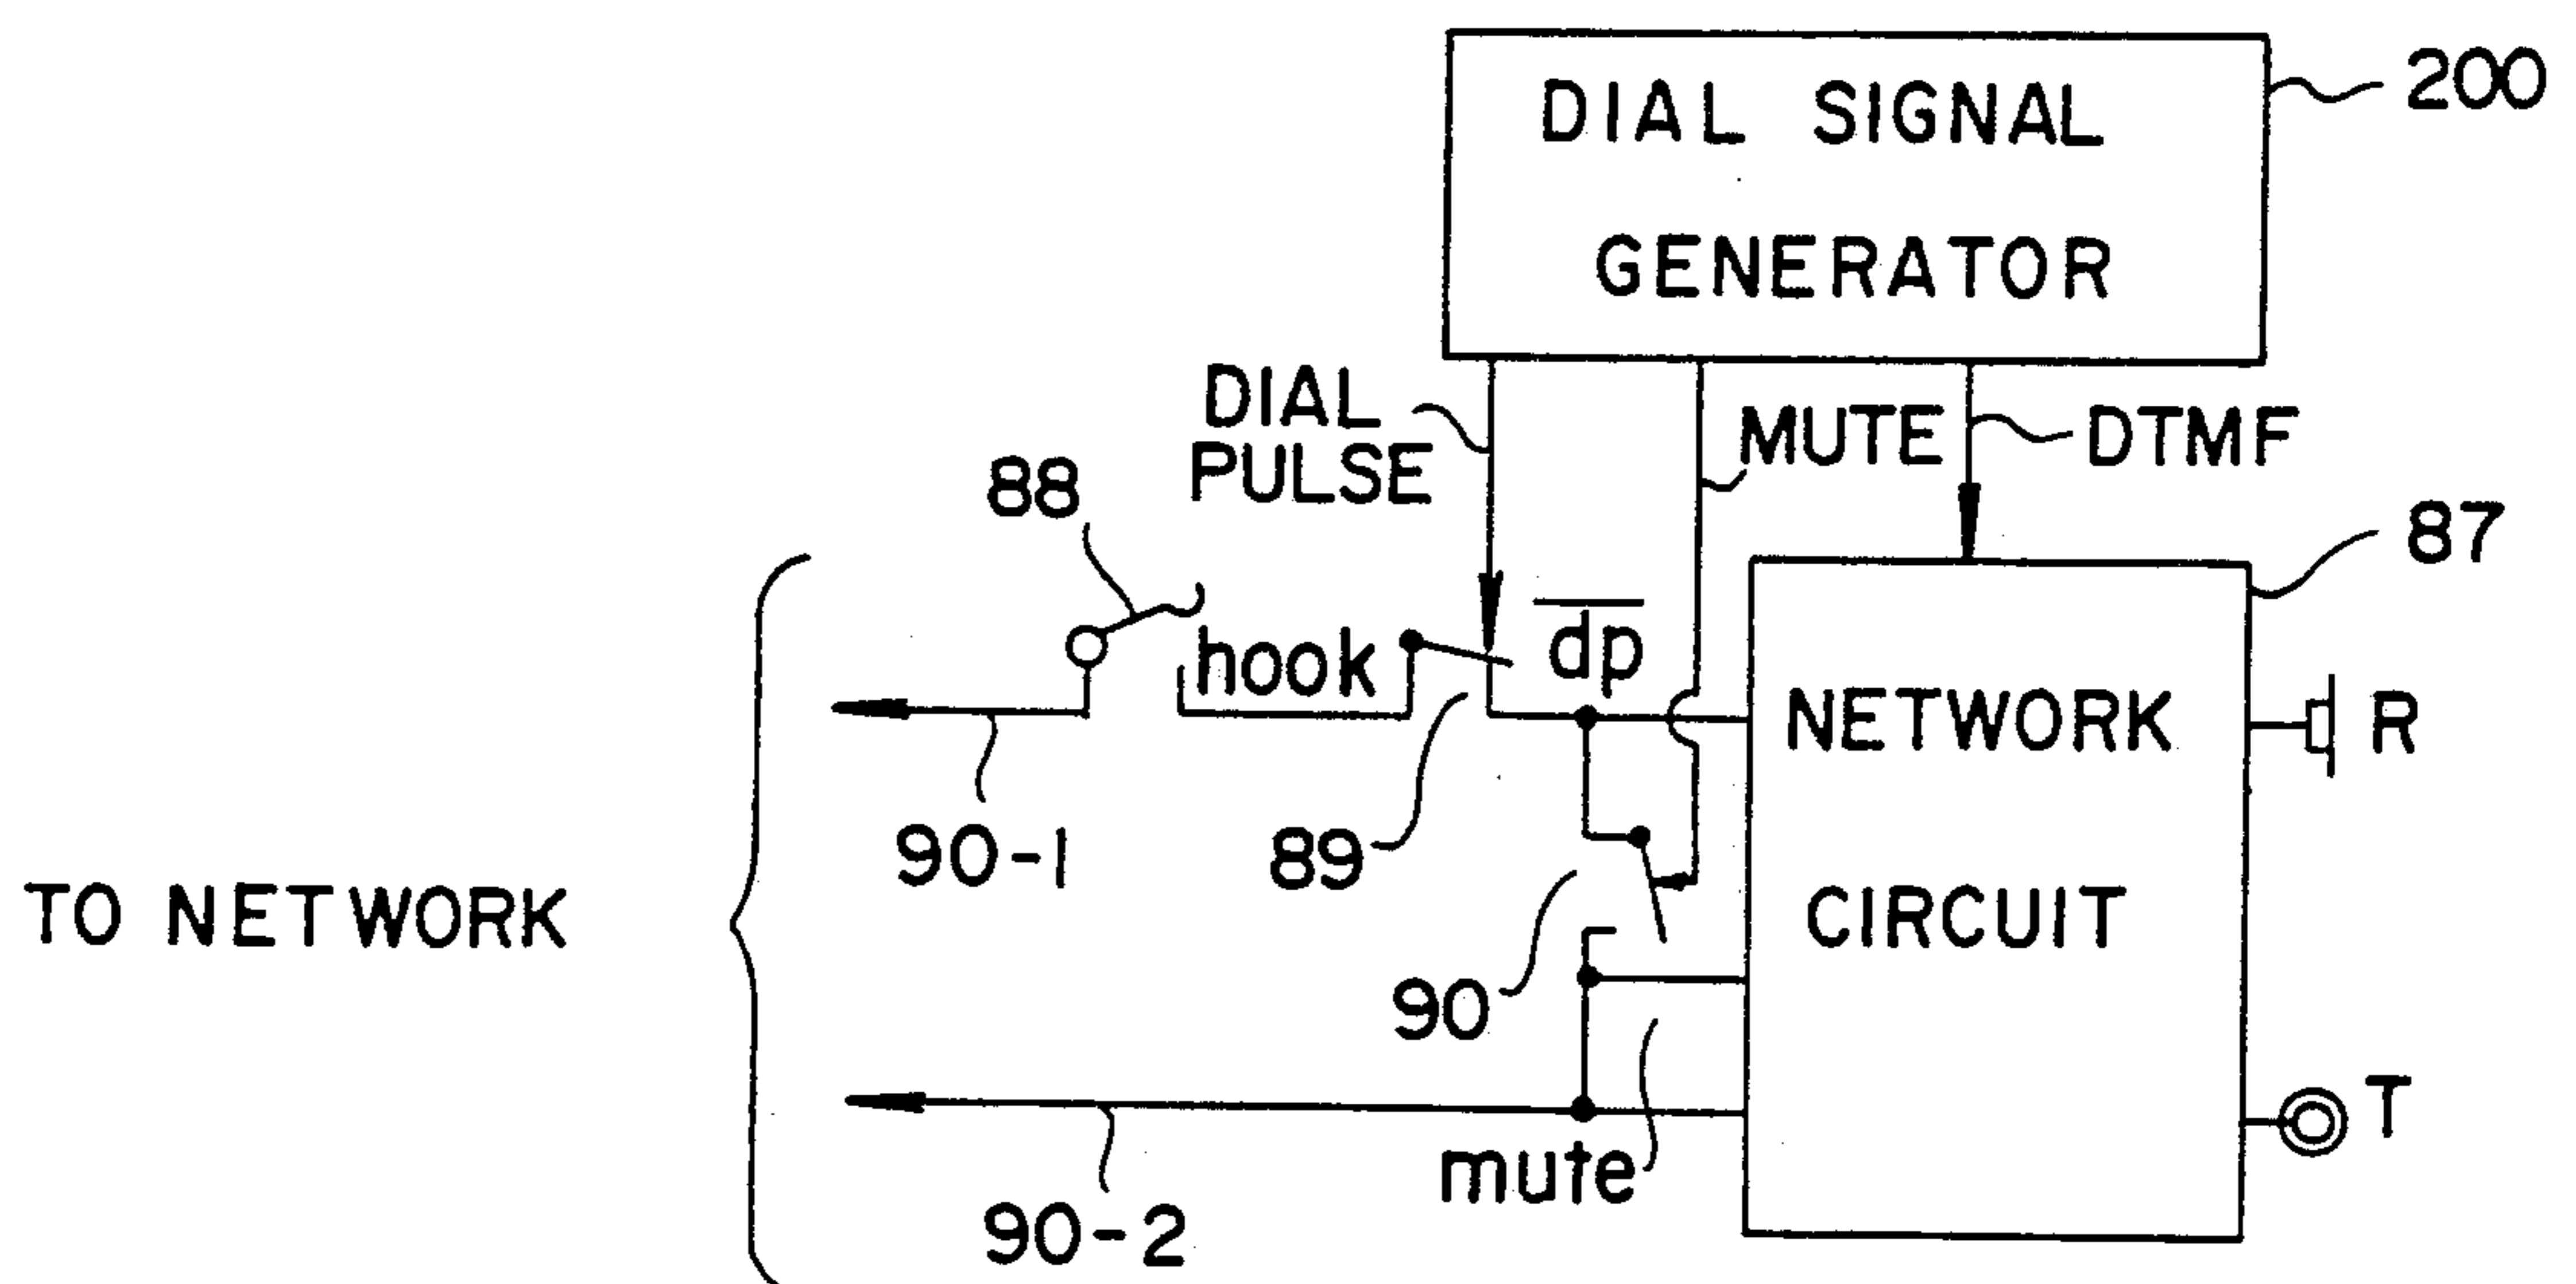 DIAL SIGNAL
GENERATOR
200
DIAL
PULSE
MUTE
DTMF
88
87
hook
d̅p̅
NETWORK
CIRCUIT
R
90-1
89
TO NETWORK
90
T
mute
90-2